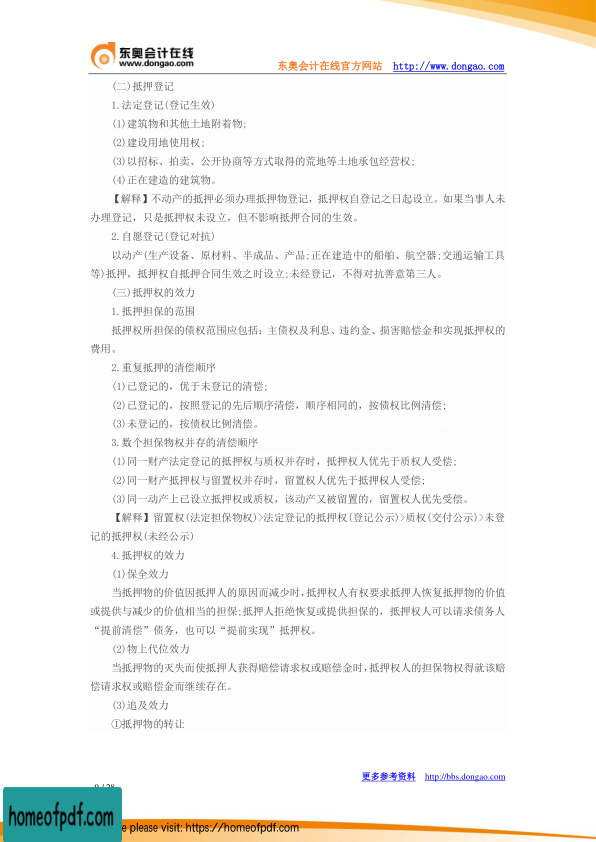 东奥会计在线
www.dongao.com
东奥会计在线官方网站 http://www.dongao.com
(二)抵押登记
1.法定登记(登记生效)
(1)建筑物和其他土地附着物;
(2)建设用地使用权;
(3)以招标、拍卖、公开协商等方式取得的荒地等土地承包经营权;
(4)正在建造的建筑物。
【解释】不动产的抵押必须办理抵押物登记，抵押权自登记之日起设立。如果当事人未
办理登记，只是抵押权未设立，但不影响抵押合同的生效。
2.自愿登记(登记对抗)
以动产(生产设备、原材料、半成品、产品;正在建造中的船舶、航空器;交通运输工具
等)抵押，抵押权自抵押合同生效之时设立;未经登记，不得对抗善意第三人。
(三)抵押权的效力
1.抵押担保的范围
抵押权所担保的债权范围应包括：主债权及利息、违约金、损害赔偿金和实现抵押权的
费用。
2.重复抵押的清偿顺序
(1)已登记的，优于未登记的清偿;
(2)已登记的，按照登记的先后顺序清偿，顺序相同的，按债权比例清偿;
(3)未登记的，按债权比例清偿。
3.数个担保物权并存的清偿顺序
(1)同一财产法定登记的抵押权与质权并存时，抵押权人优先于质权人受偿;
(2)同一财产抵押权与留置权并存时，留置权人优先于抵押权人受偿;
(3)同一动产上已设立抵押权或质权，该动产又被留置的，留置权人优先受偿。
【解释】留置权(法定担保物权)>法定登记的抵押权(登记公示)>质权(交付公示)>未登
记的抵押权(未经公示)
4.抵押权的效力
(1)保全效力
当抵押物的价值因抵押人的原因而减少时，抵押权人有权要求抵押人恢复抵押物的价值
或提供与减少的价值相当的担保;抵押人拒绝恢复或提供担保的，抵押权人可以请求债务人
“提前清偿”债务，也可以“提前实现”抵押权。
(2)物上代位效力
当抵押物的灭失而使抵押人获得赔偿请求权或赔偿金时，抵押权人的担保物权得就该赔
偿请求权或赔偿金而继续存在。
(3)追及效力
①抵押物的转让
更多参考资料 http://bbs.dongao.com
homeofpdf.com
please visit: https://homeofpdf.com